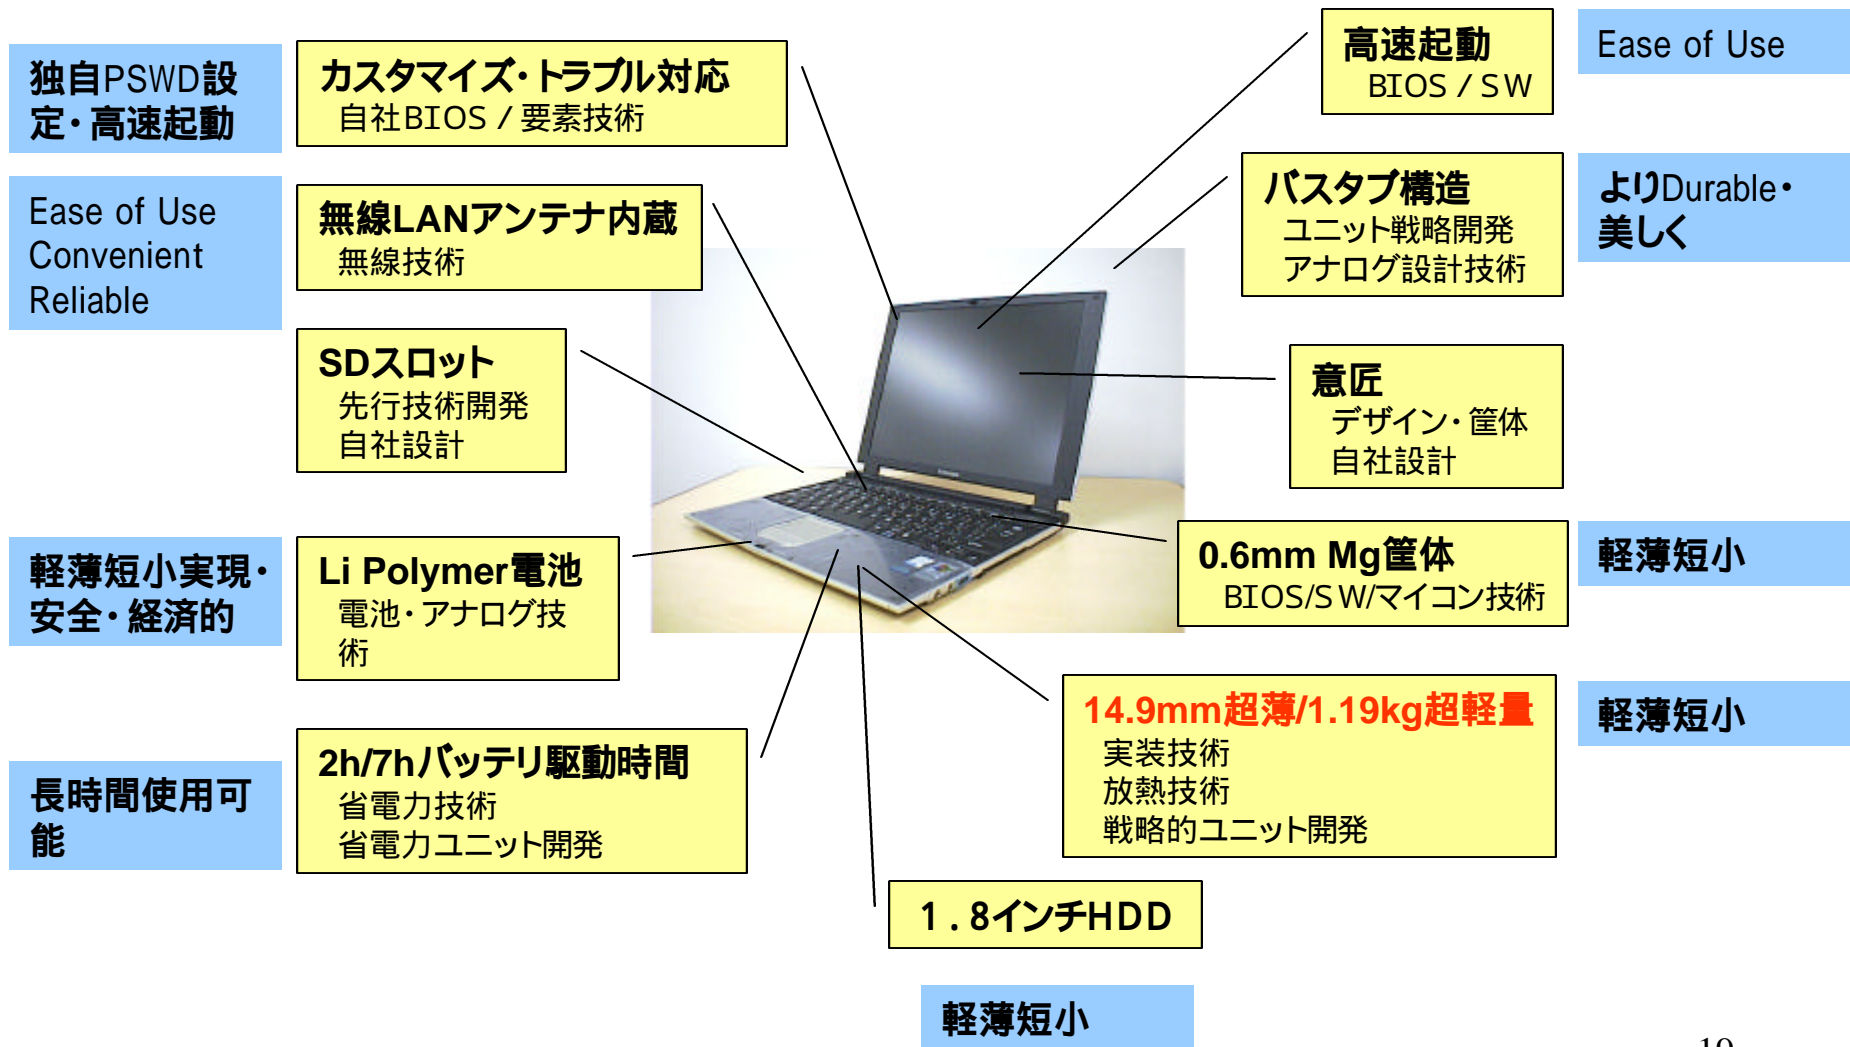 独自PSWD設
定・高速起動
カスタマイズ・トラブル対応
自社BIOS／要素技術
高速起動
BIOS／SW
Ease of Use
Ease of Use
Convenient
Reliable
無線LANアンテナ内蔵
無線技術
バスタブ構造
ユニット戦略開発
アナログ設計技術
よりDurable・
美しく
SDスロット
先行技術開発
自社設計
意匠
デザイン・筐体
自社設計
軽薄短小実現・
安全・経済的
Li Polymer電池
電池・アナログ技
術
0.6mm Mg筐体
BIOS/SW/マイコン技術
軽薄短小
14.9mm超薄/1.19kg超軽量
実装技術
放熱技術
戦略的ユニット開発
軽薄短小
長時間使用可
能
2h/7hバッテリ駆動時間
省電力技術
省電力ユニット開発
１．８インチHDD
軽薄短小